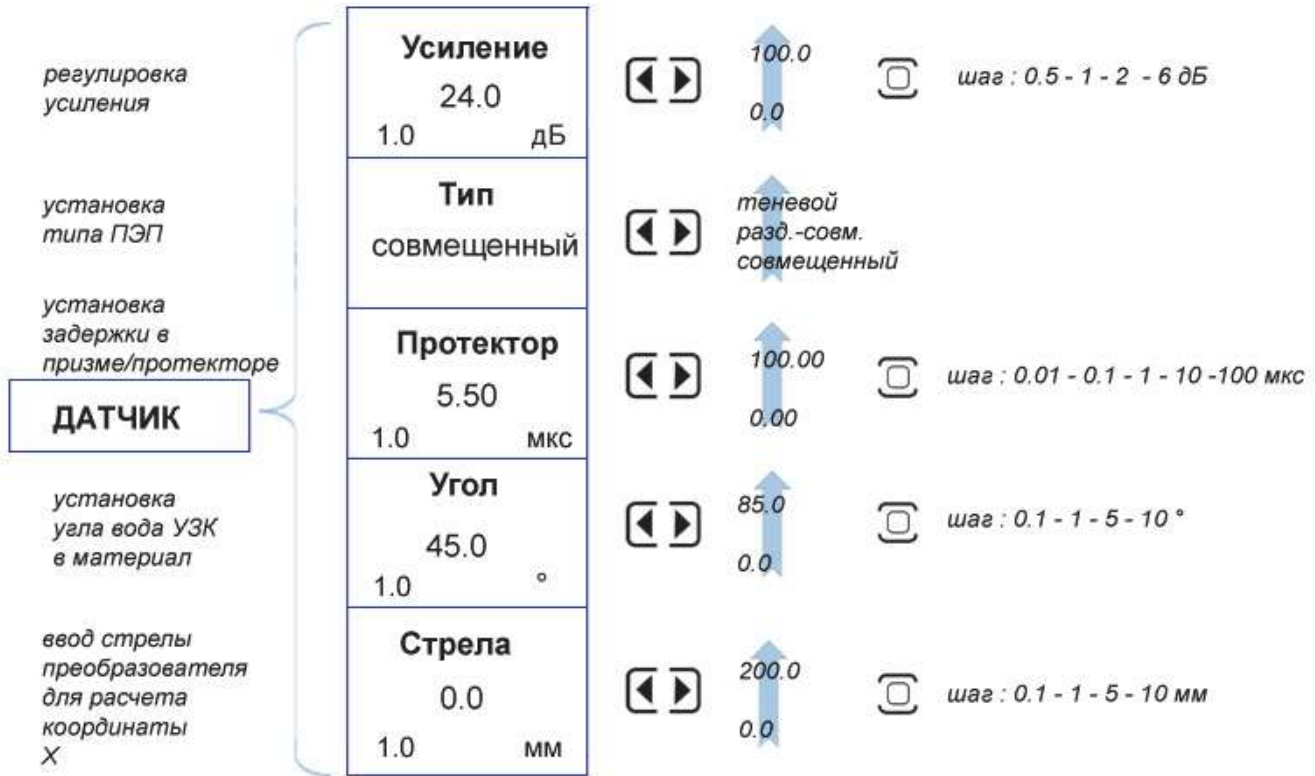 регулировка
усиления
Усиление
24.0
1.0 дБ
100.0
0.0
шаг : 0.5 - 1 - 2 - 6 дБ
установка
типа ПЭП
Тип
совмещенный
теневой
разд.-совм.
совмещенный
установка
задержки в
призме/протекторе
Протектор
5.50
1.0 мкс
100.00
0.00
шаг : 0.01 - 0.1 - 1 - 10 -100 мкс
ДАТЧИК
установка
угла вода УЗК
в материал
Угол
45.0
1.0 °
85.0
0.0
шаг : 0.1 - 1 - 5 - 10 °
ввод стрелы
преобразователя
для расчета
координаты
X
Стрела
0.0
1.0 мм
200.0
0.0
шаг : 0.1 - 1 - 5 - 10 мм